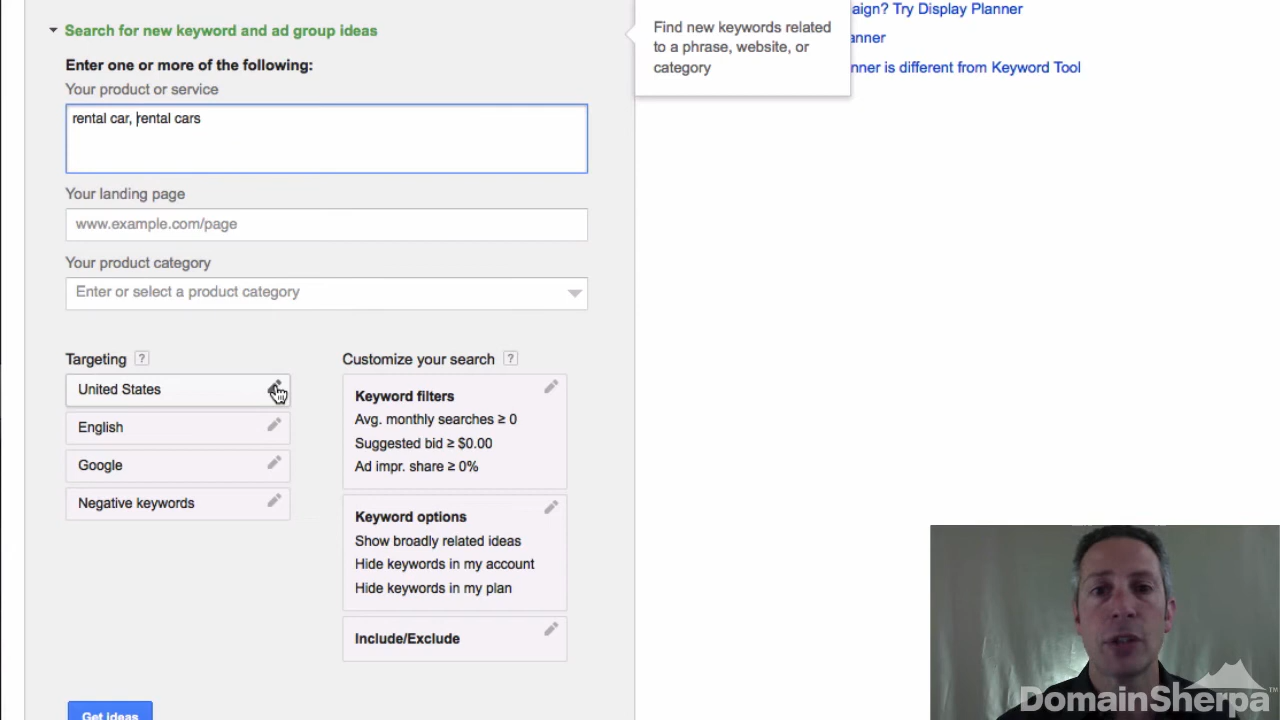 Search for new keyword and ad group ideas
Enter one or more of the following:
Your product or service
rental car, rental cars
Your landing page
www.example.com/page
Your product category
Enter or select a product category
Targeting ?
United States
English
Google
Negative keywords
Customize your search ?
Keyword filters
Avg. monthly searches ≥ 0
Suggested bid ≥ $0.00
Ad impr. share ≥ 0%
Keyword options
Show broadly related ideas
Hide keywords in my account
Hide keywords in my plan
Include/Exclude
Get ideas
Find new keywords related
to a phrase, website, or
category
aign? Try Display Planner
anner
nner is different from Keyword Tool
DomainSherpa™